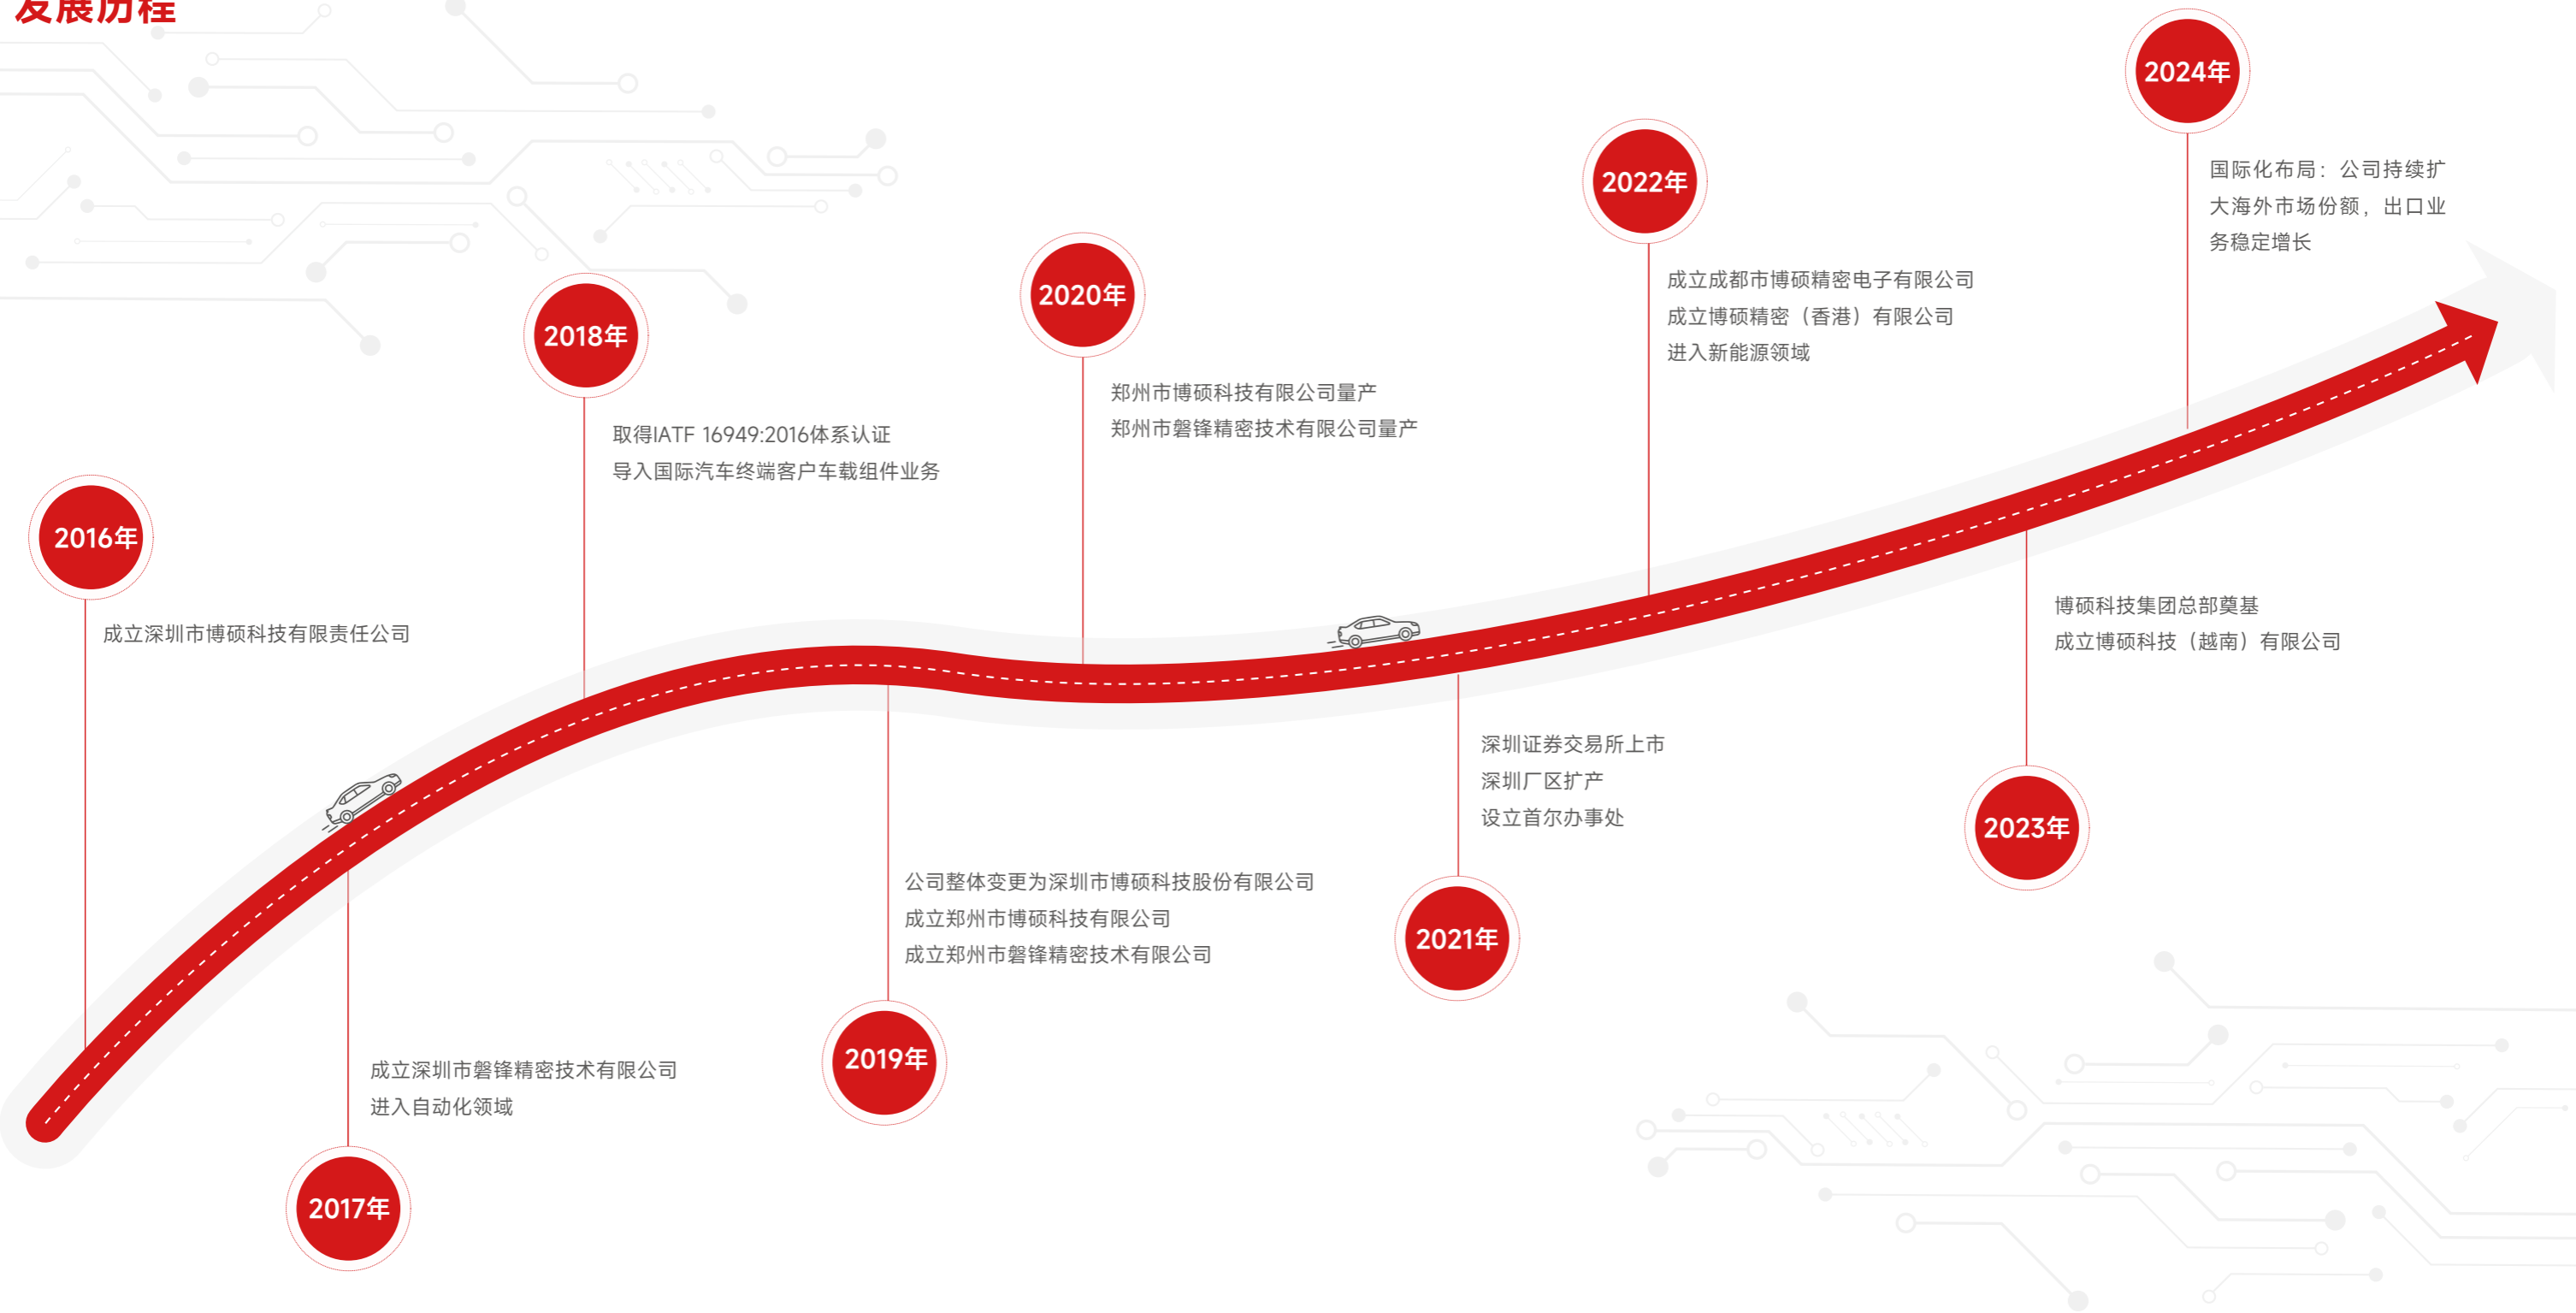 发展历程
2016年
成立深圳市博硕科技有限责任公司
2017年
成立深圳市磐锋精密技术有限公司
进入自动化领域
2018年
取得IATF 16949:2016体系认证
导入国际汽车终端客户车载组件业务
2019年
公司整体变更为深圳市博硕科技股份有限公司
成立郑州市博硕科技有限公司
成立郑州市磐锋精密技术有限公司
2020年
郑州市博硕科技有限公司量产
郑州市磐锋精密技术有限公司量产
2021年
深圳证券交易所上市
深圳厂区扩产
设立首尔办事处
2022年
成立成都市博硕精密电子有限公司
成立博硕精密（香港）有限公司
进入新能源领域
2023年
博硕科技集团总部奠基
成立博硕科技（越南）有限公司
2024年
国际化布局：公司持续扩
大海外市场份额，出口业
务稳定增长